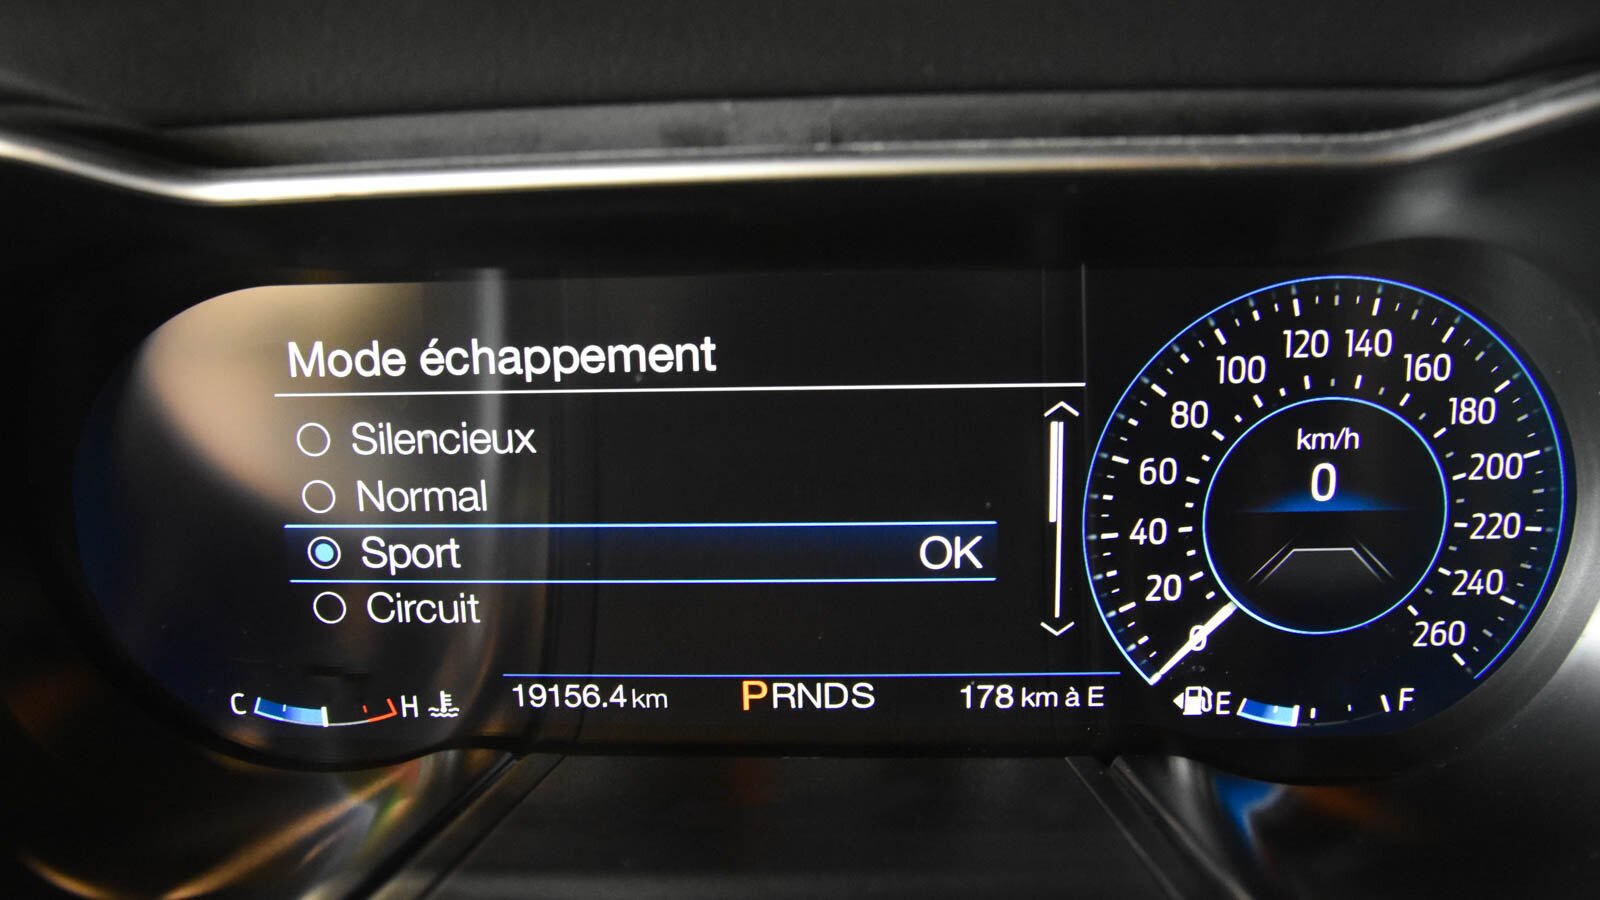 Mode échappement
Silencieux
Normal
Sport OK
Circuit
C H
19156.4 km
PRNDS
178 km à E
E F
km/h
0
0
20
40
60
80
100
120
140
160
180
200
220
240
260